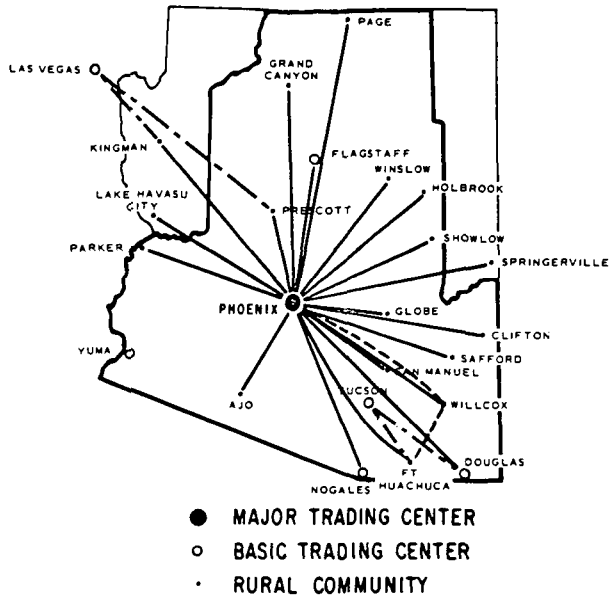 PAGE
LAS VEGAS
GRAND
CANYON
KINGMAN
FLAGSTAFF
WINSLOW
HOLBROOK
LAKE HAVASU
CITY
PRESCOTT
PARKER
SHOWLOW
SPRINGERVILLE
PHOENIX
GLOBE
CLIFTON
YUMA
SAFFORD
SAN MANUEL
TUCSON
AJO
WILLCOX
DOUGLAS
FT
HUACHUCA
NOGALES
MAJOR TRADING CENTER
BASIC TRADING CENTER
RURAL COMMUNITY